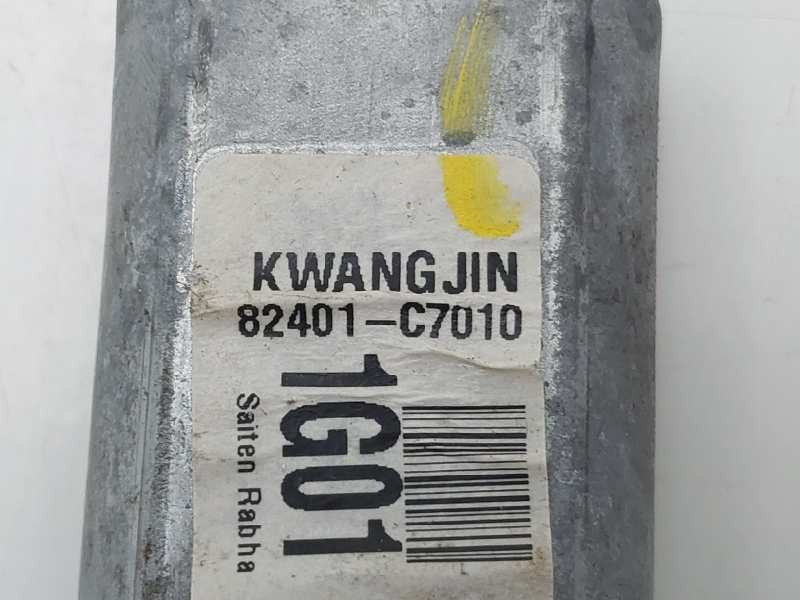 KWANGJIN
82401-C7010
1G01
Saiten Rabha